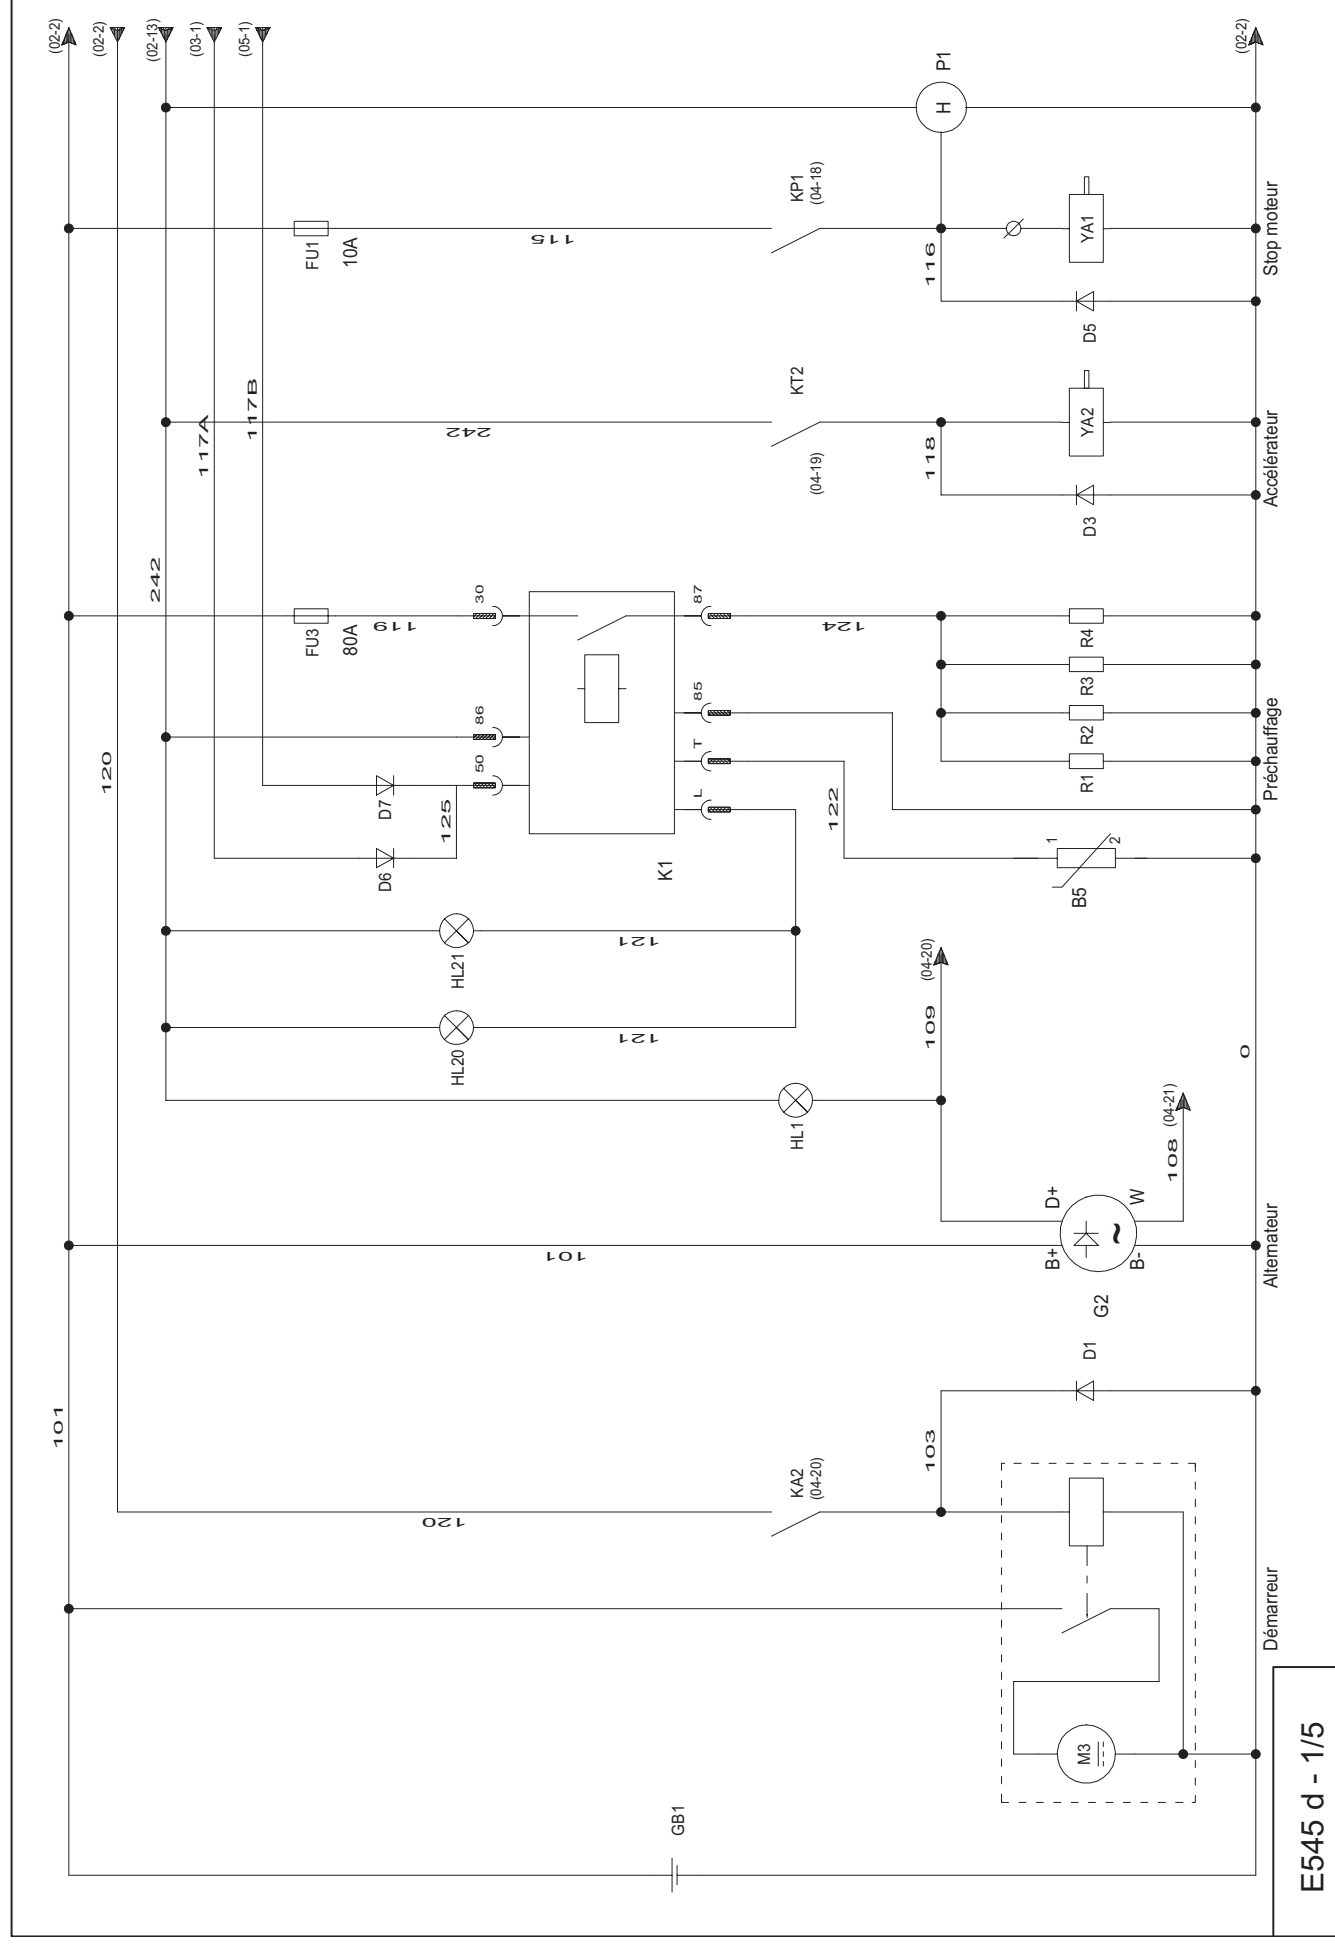 (02-2)
(02-2)
(02-13)
(03-1)
(05-1)
101
120
242
117A
117B
GB1
120
KA2
(04-20)
103
D1
M3
Démarreur
101
G2
B+
D+
B-
W
108
(04-21)
109
(04-20)
Alternateur
HL1
HL20
121
HL21
121
D6
D7
125
50
86
FU3
80A
119
30
K1
L
T
85
87
122
B5
1
2
124
R1
R2
R3
R4
Préchauffage
0
242
KT2
(04-19)
118
D3
YA2
Accélérateur
FU1
10A
115
KP1
(04-18)
116
D5
YA1
Stop moteur
H
P1
(02-2)
E545 d - 1/5